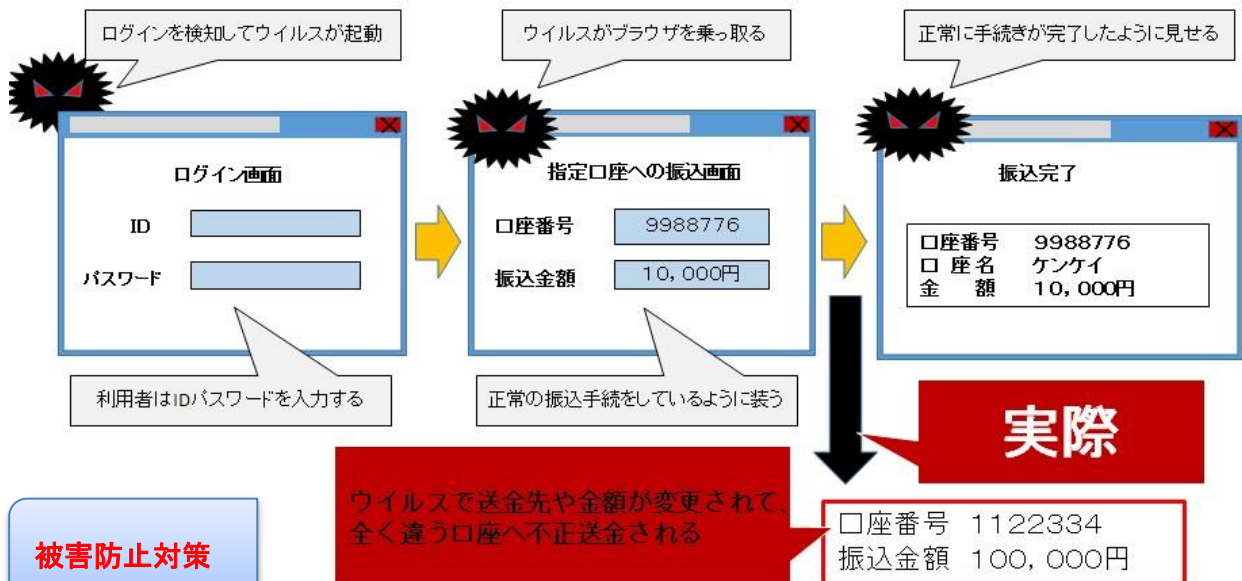 ログインを検知してウイルスが起動
ウイルスがブラウザを乗っ取る
正常に手続きが完了したように見せる
ログイン画面
ID
パスワード
利用者はIDパスワードを入力する
指定口座への振込画面
口座番号 9988776
振込金額 10,000円
正常の振込手続をしているように装う
振込完了
口座番号 9988776
口座名 ケンケイ
金額 10,000円
実際
ウイルスで送金先や金額が変更されて、
全く違う口座へ不正送金される
口座番号 1122334
振込金額 100,000円
被害防止対策